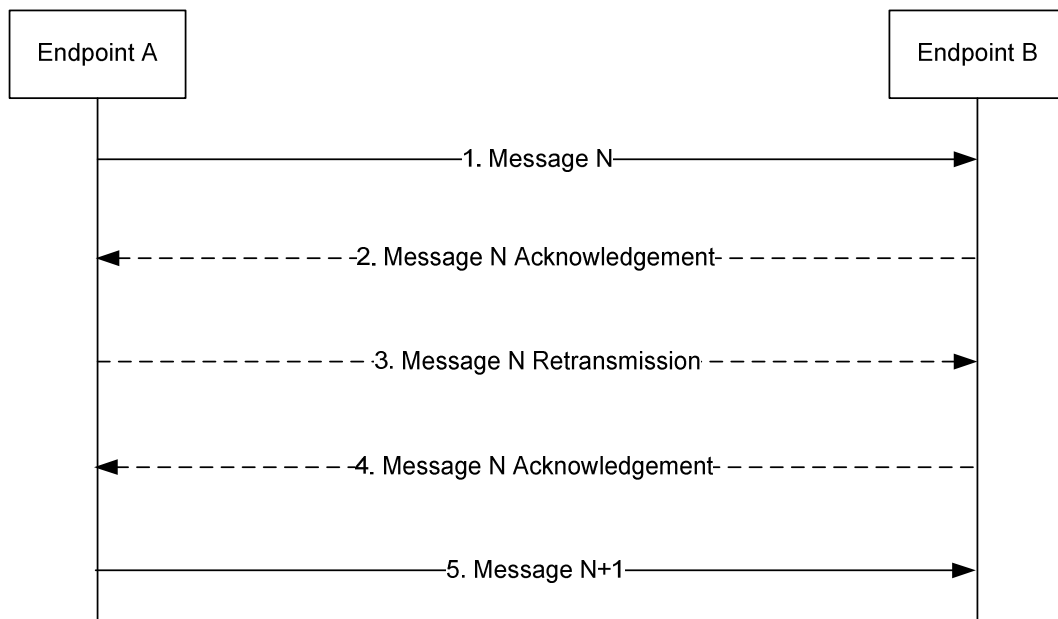 Endpoint A
Endpoint B
1. Message N
2. Message N Acknowledgement
3. Message N Retransmission
4. Message N Acknowledgement
5. Message N+1